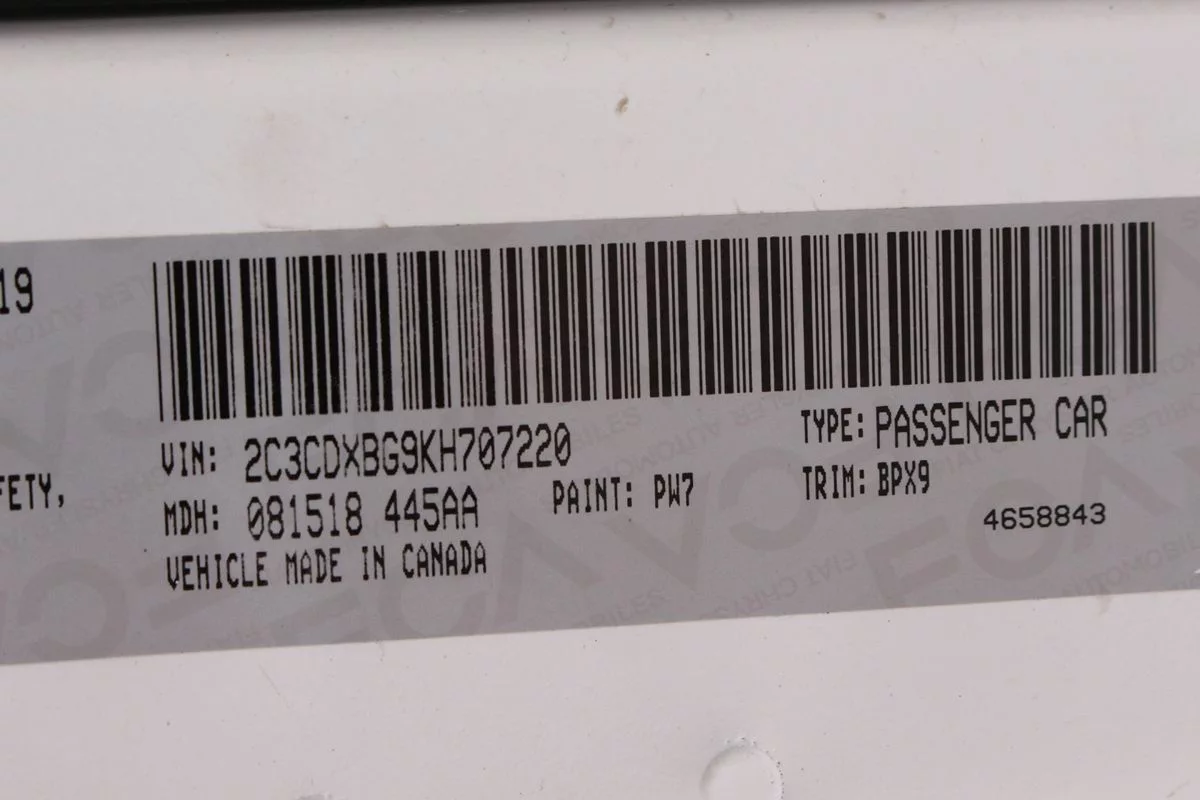 19
FETY,
VIN: 2C3CDXBG9KH707220
TYPE: PASSENGER CAR
MDH: 081518 445AA
PAINT: PW7
TRIM: BPX9
VEHICLE MADE IN CANADA
4658843